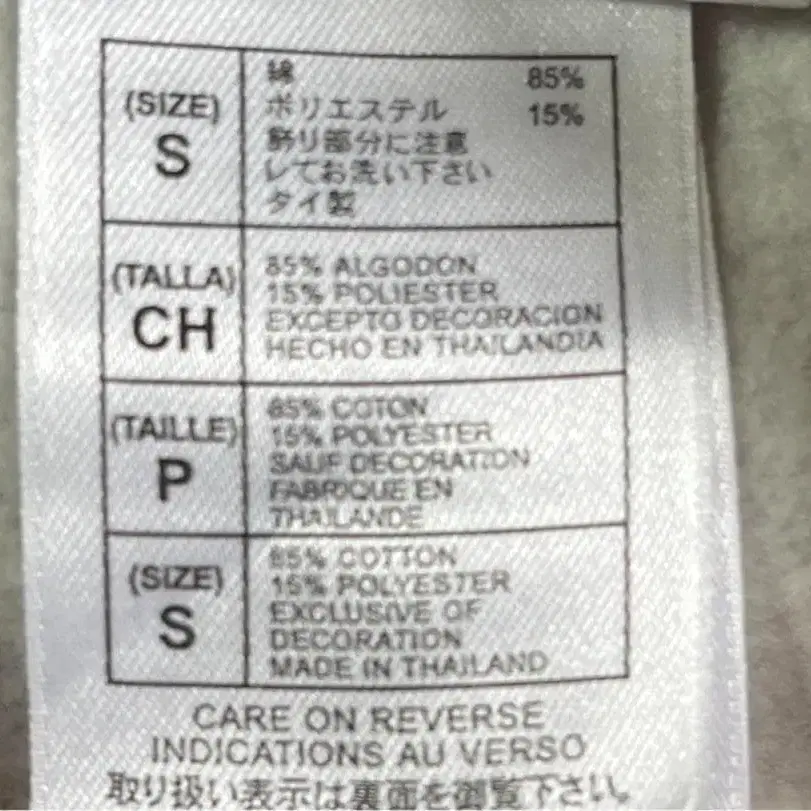 (SIZE)
S
綿 85%
ポリエステル 15%
飾り部分に注意
してお洗い下さい
タイ製
(TALLA)
CH
85% ALGODON
15% POLIESTER
EXCEPTO DECORACION
HECHO EN THAILANDIA
(TAILLE)
P
85% COTON
15% POLYESTER
SAUF DECORATION
FABRIQUE EN
THAILANDE
(SIZE)
S
85% COTTON
15% POLYESTER
EXCLUSIVE OF
DECORATION
MADE IN THAILAND
CARE ON REVERSE
INDICATIONS AU VERSO
取り扱い表示は裏面を御覧下さい。